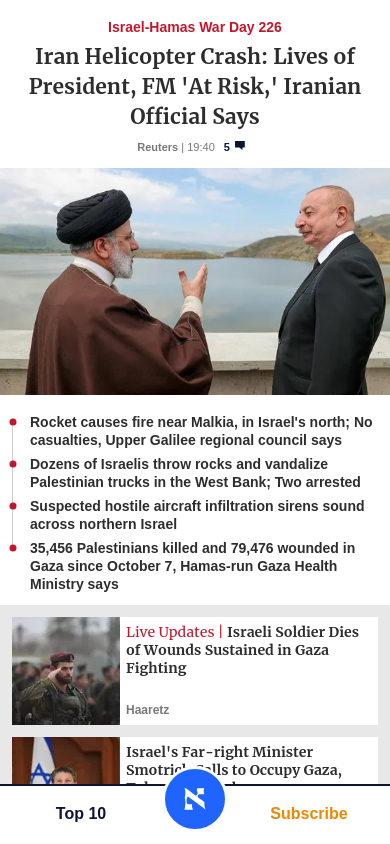 Israel-Hamas War Day 226
Iran Helicopter Crash: Lives of
President, FM 'At Risk,' Iranian
Official Says
Reuters | 19:40 5
Rocket causes fire near Malkia, in Israel's north; No
casualties, Upper Galilee regional council says
Dozens of Israelis throw rocks and vandalize
Palestinian trucks in the West Bank; Two arrested
Suspected hostile aircraft infiltration sirens sound
across northern Israel
35,456 Palestinians killed and 79,476 wounded in
Gaza since October 7, Hamas-run Gaza Health
Ministry says
Live Updates | Israeli Soldier Dies
of Wounds Sustained in Gaza
Fighting
Haaretz
Israel's Far-right Minister
Smotrich Calls to Occupy Gaza,
Top 10
א
Subscribe